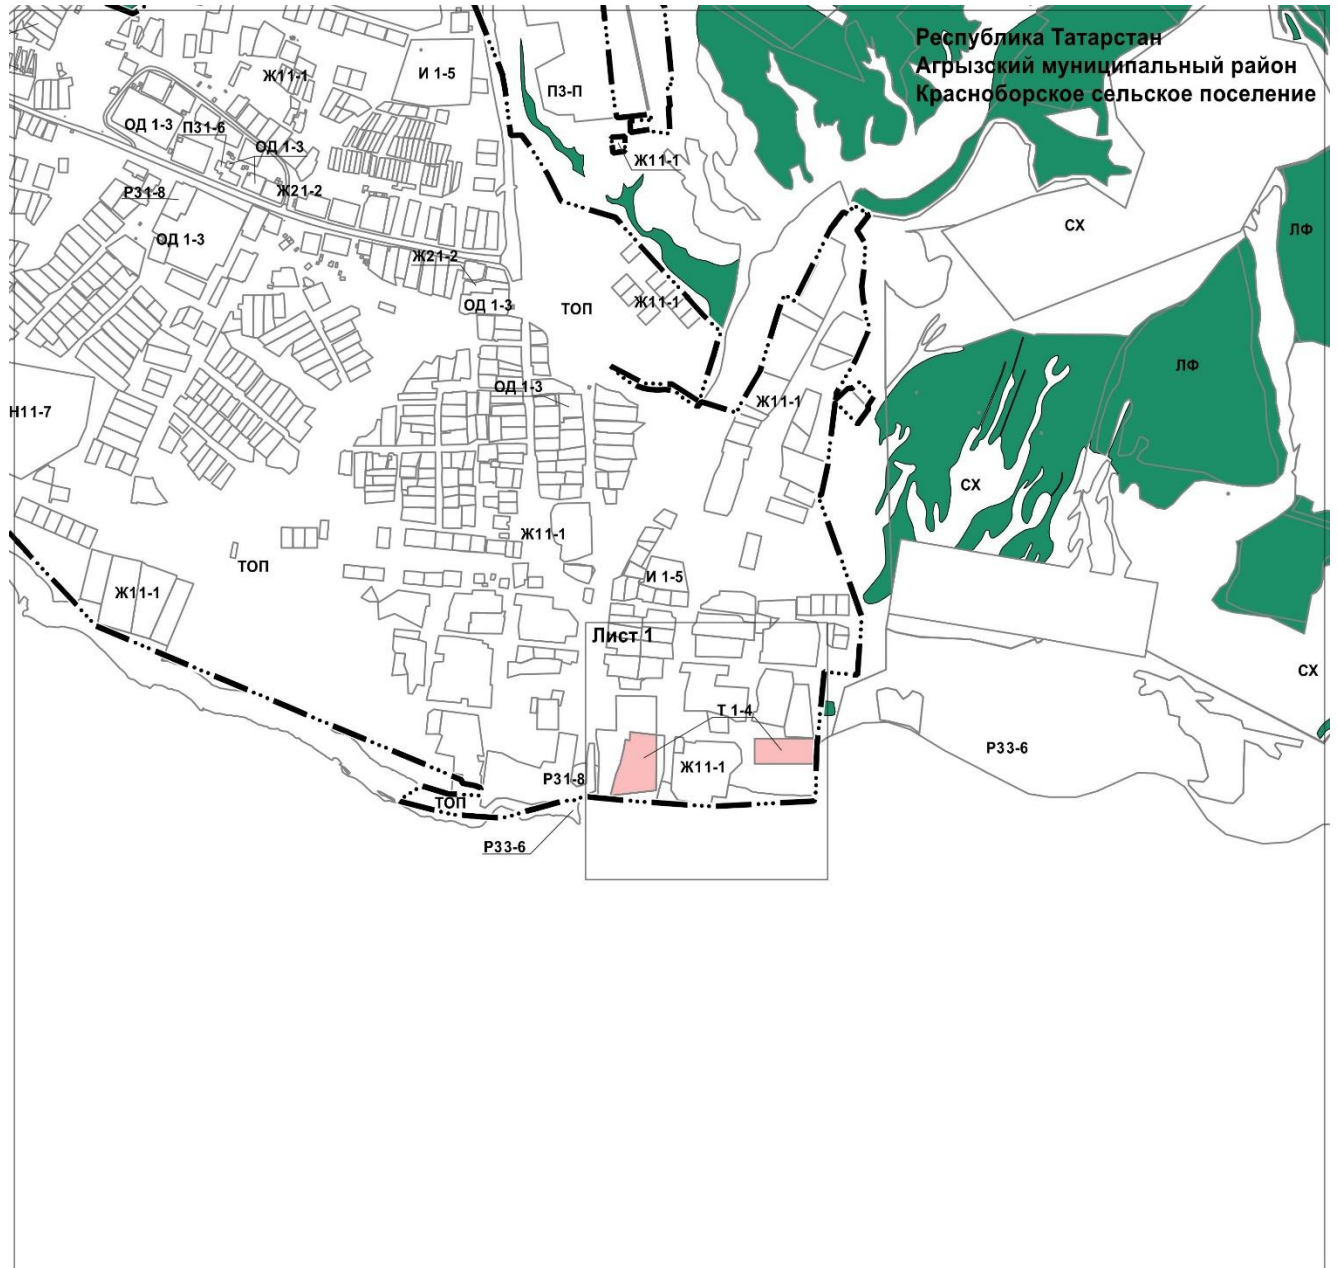 Республика Татарстан
Агрызский муниципальный район
Красноборское сельское поселение
Ж11-1
И 1-5
П3-П
ОД 1-3
П31-6
ОД 1-3
Ж11-1
Р31-8
Ж21-2
ОД 1-3
СХ
ЛФ
Ж21-2
ОД 1-3
ТОП
Ж11-1
ЛФ
ОД 1-3
Ж11-1
Н11-7
СХ
Ж11-1
ТОП
И 1-5
Ж11-1
Лист 1
СХ
Т 1-4
Р33-6
Ж11-1
Р31-8
ТОП
Р33-6